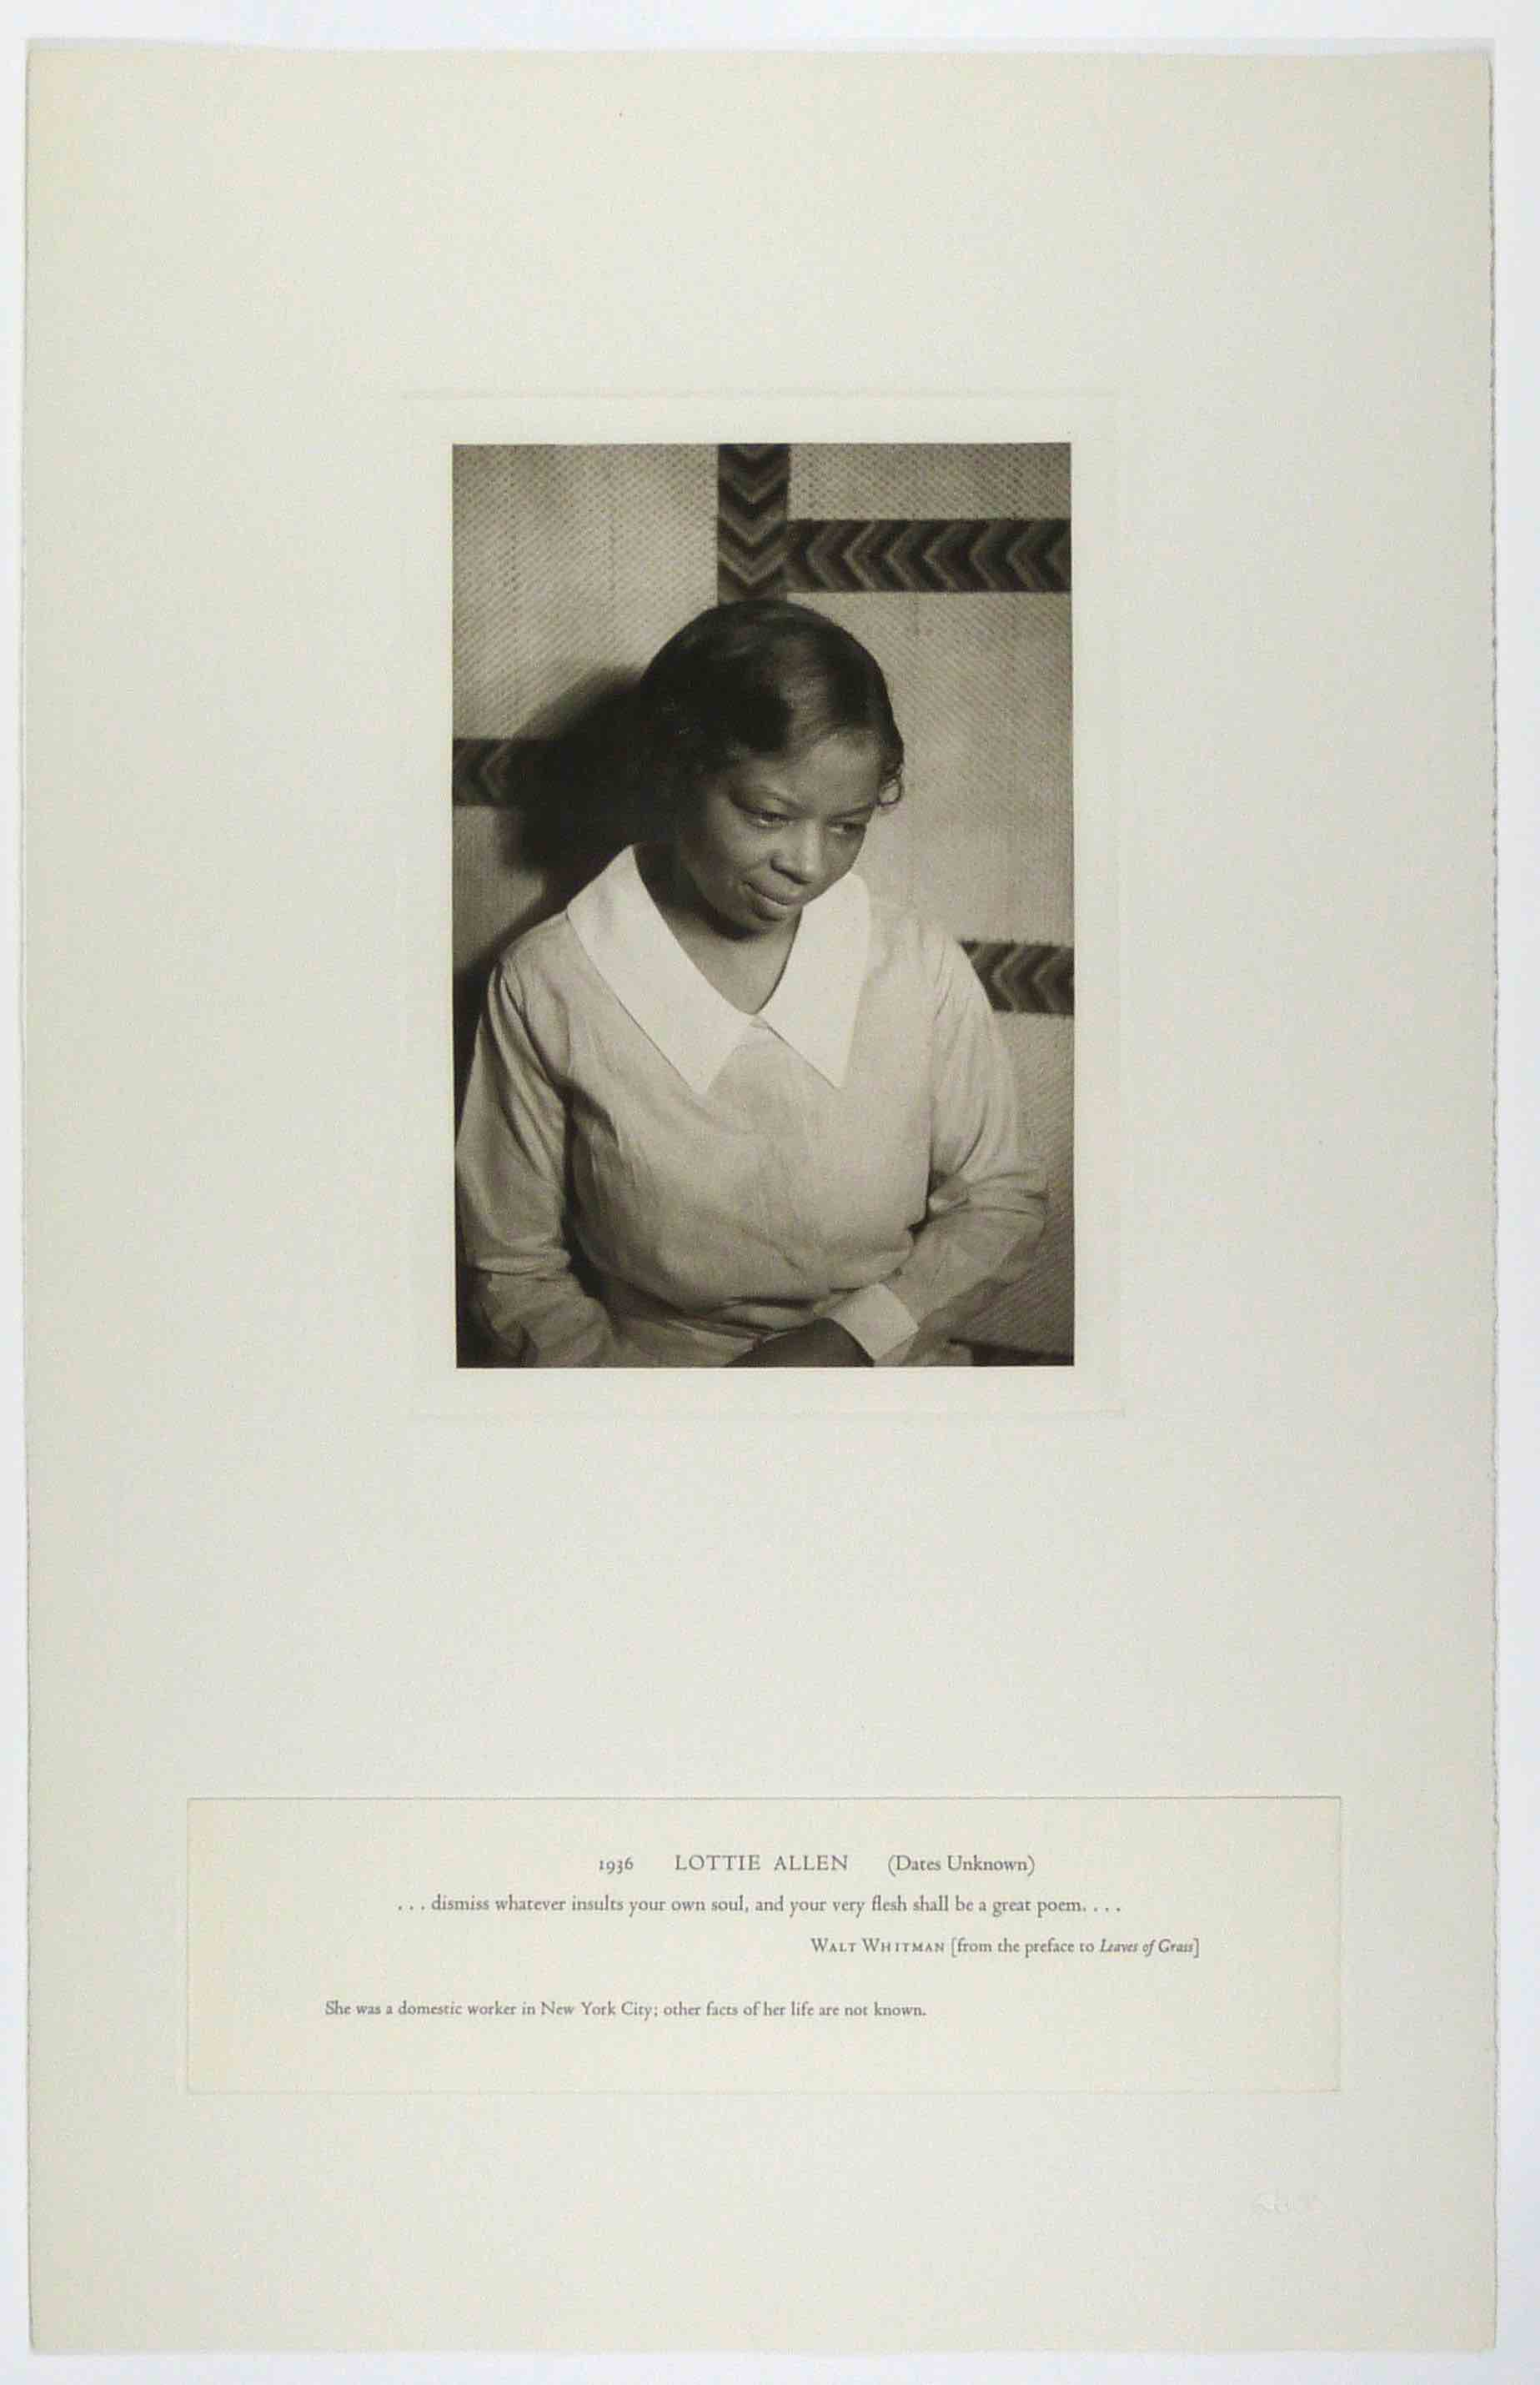 1936 LOTTIE ALLEN (Dates Unknown)
. . . dismiss whatever insults your own soul, and your very flesh shall be a great poem. . . .
WALT WHITMAN [from the preface to Leaves of Grass]
She was a domestic worker in New York City; other facts of her life are not known.